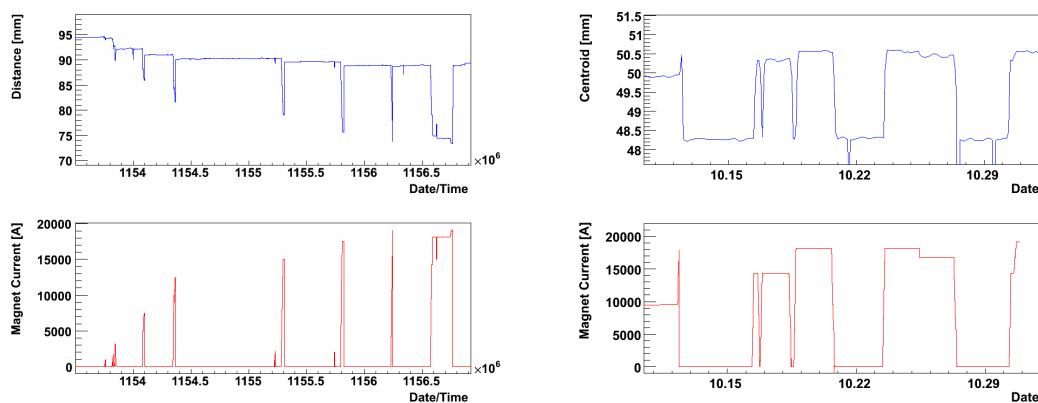 Distance [mm]
95
90
85
80
75
70
1154 1154.5 1155 1155.5 1156 1156.5
×10⁶
Date/Time
Centroid [mm]
51.5
51
50.5
50
49.5
49
48.5
48
10.15 10.22 10.29
Date
Magnet Current [A]
20000
15000
10000
5000
0
1154 1154.5 1155 1155.5 1156 1156.5
×10⁶
Date/Time
Magnet Current [A]
20000
15000
10000
5000
0
10.15 10.22 10.29
Date